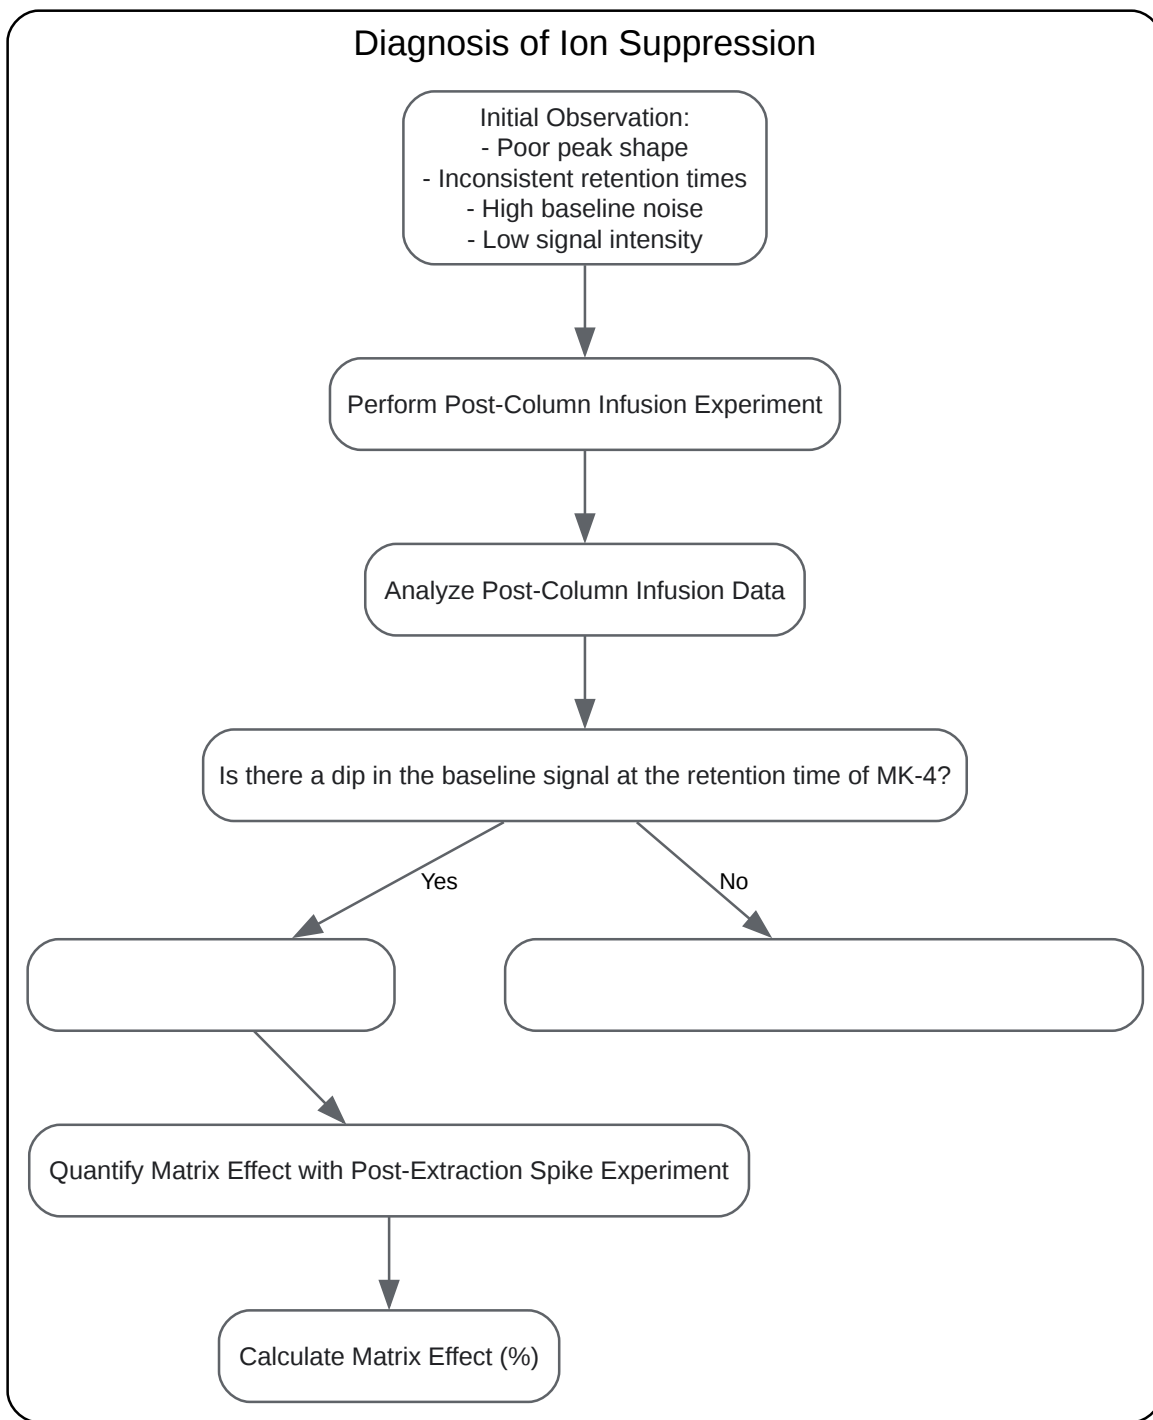 Diagnosis of Ion Suppression
Initial Observation:
- Poor peak shape
- Inconsistent retention times
- High baseline noise
- Low signal intensity
Perform Post-Column Infusion Experiment
Analyze Post-Column Infusion Data
Is there a dip in the baseline signal at the retention time of MK-4?
Yes
No
Quantify Matrix Effect with Post-Extraction Spike Experiment
Calculate Matrix Effect (%)